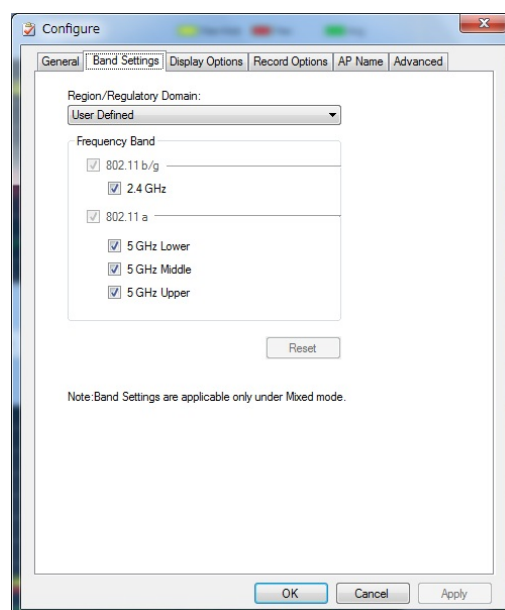 Configure
General Band Settings Display Options Record Options AP Name Advanced
Region/Regulatory Domain:
User Defined
Frequency Band
802.11 b/g
2.4 GHz
802.11 a
5 GHz Lower
5 GHz Middle
5 GHz Upper
Reset
Note:Band Settings are applicable only under Mixed mode.
OK Cancel Apply